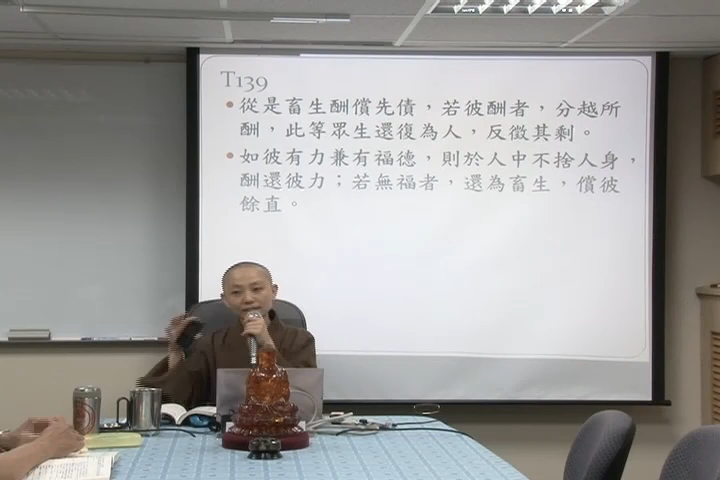 T139
• 從是畜生酬償先債，若彼酬者，分越所
酬，此等眾生還復為人，反徵其剩。
• 如彼有力兼有福德，則於人中不捨人身，
酬還彼力；若無福者，還為畜生，償彼
餘直。